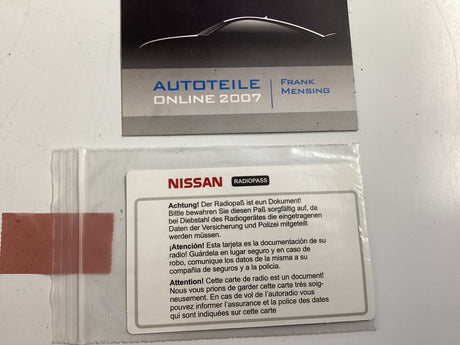 AUTOTEILE
ONLINE 2007
FRANK
MENSING
NISSAN RADIOPASS
Achtung! Der Radiopaß ist eun Dokument!
Bittle bewahren Sie diesen Paß sorgfältig auf, da
bei Diebstahl des Radiogerätes die eingetragenen
Daten der Versicherung und Polizei mitgeteilt
werden müssen.
¡Atención! Esta tarjeta es la documentación de su
radio! Guárdela en lugar seguro y en caso de
robo, comunique los datos de la misma a su
compañia de seguros y a la policia.
Attention! Cette carte de radio est un document!
Nous vous prions de garder cette carte trés soig-
neusement. En cas de vol de l'autoradio vous
pouvez informer l'assurance et la police des dates
qui sont indiquées sur cette carte